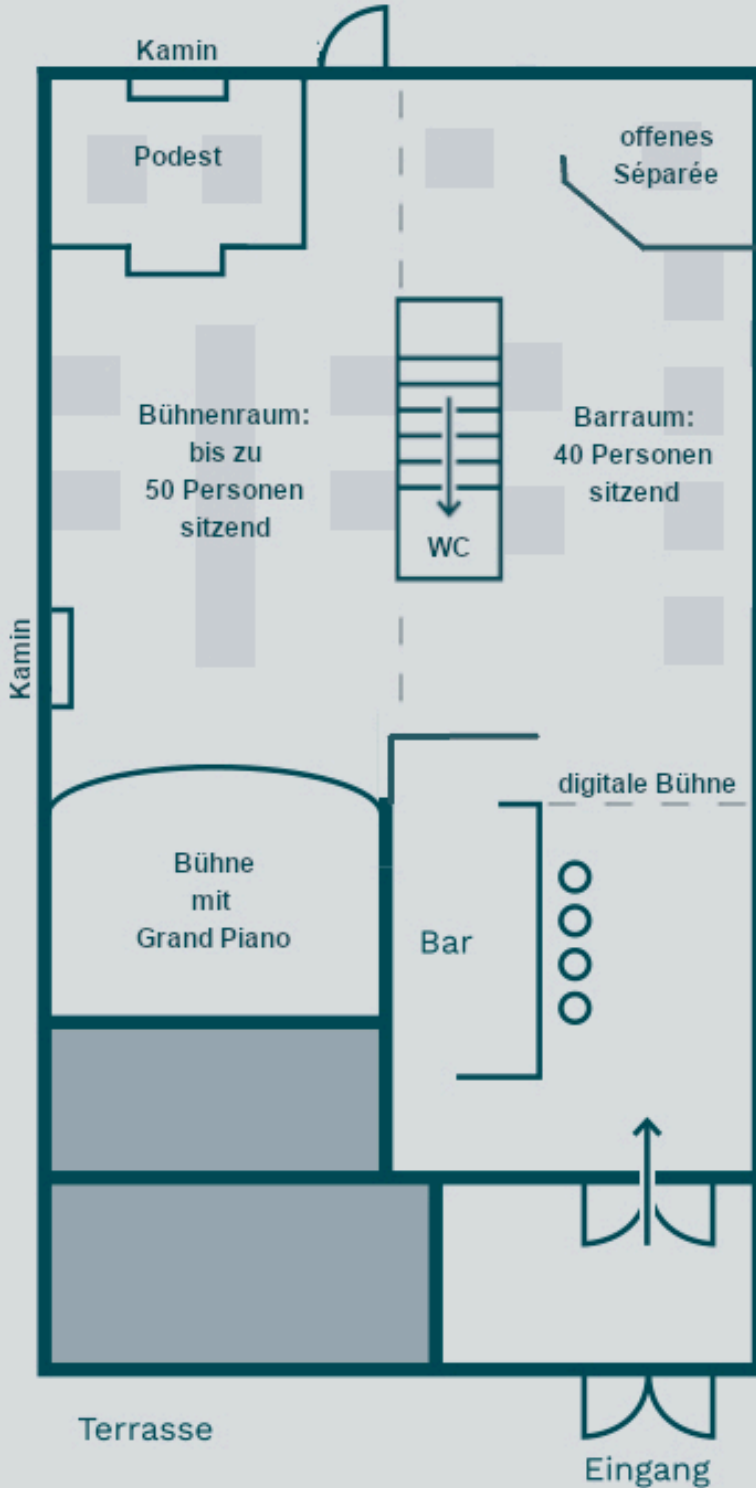 Kamin
Podest
offenes
Séparée
Bühnenraum:
bis zu
50 Personen
sitzend
Barraum:
40 Personen
sitzend
WC
Kamin
digitale Bühne
Bühne
mit
Grand Piano
Bar
Terrasse
Eingang